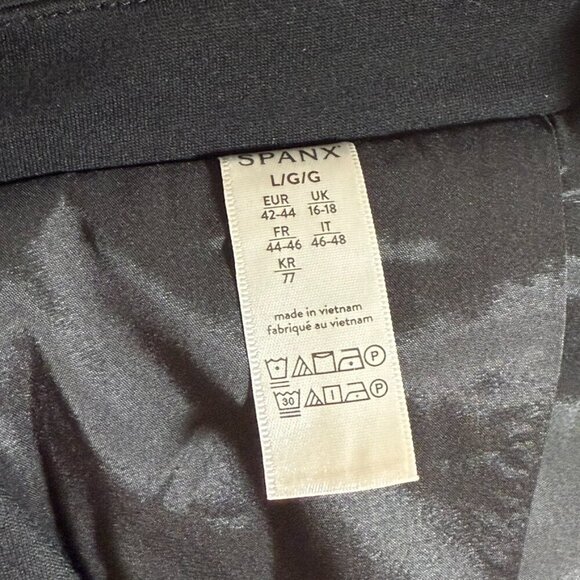 SPANX
L/G/G
EUR UK
42-44 16-18
FR IT
44-46 46-48
KR
77
made in vietnam
fabriqué au vietnam
P
30 P